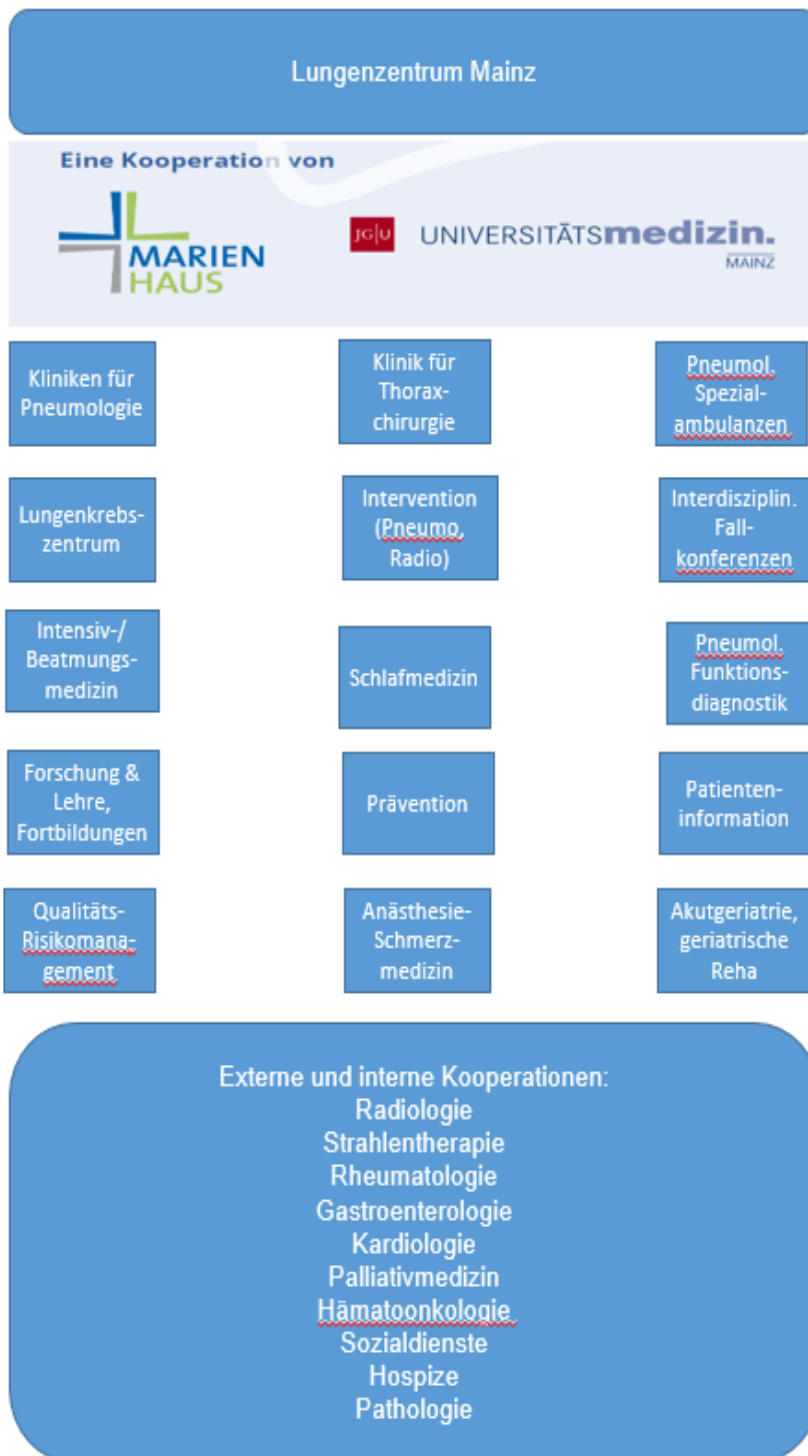 Lungenzentrum Mainz
Eine Kooperation von
MARIEN
HAUS
JG|U
UNIVERSITÄTSmedizin.
MAINZ
Kliniken für
Pneumologie
Klinik für
Thorax-
chirurgie
Pneumol.
Spezial-
ambulanzen
Lungenkrebs-
zentrum
Intervention
(Pneumo,
Radio)
Interdisziplin.
Fall-
konferenzen
Intensiv-/
Beatmungs-
medizin
Schlafmedizin
Pneumol.
Funktions-
diagnostik
Forschung &
Lehre,
Fortbildungen
Prävention
Patienten-
information
Qualitäts-
Risikomana-
gement
Anästhesie-
Schmerz-
medizin
Akutgeriatrie,
geriatrische
Reha
Externe und interne Kooperationen:
Radiologie
Strahlentherapie
Rheumatologie
Gastroenterologie
Kardiologie
Palliativmedizin
Hämatoonkologie
Sozialdienste
Hospize
Pathologie